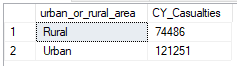 urban_or_rural_area CY_Casualties
1 Rural 74486
2 Urban 121251